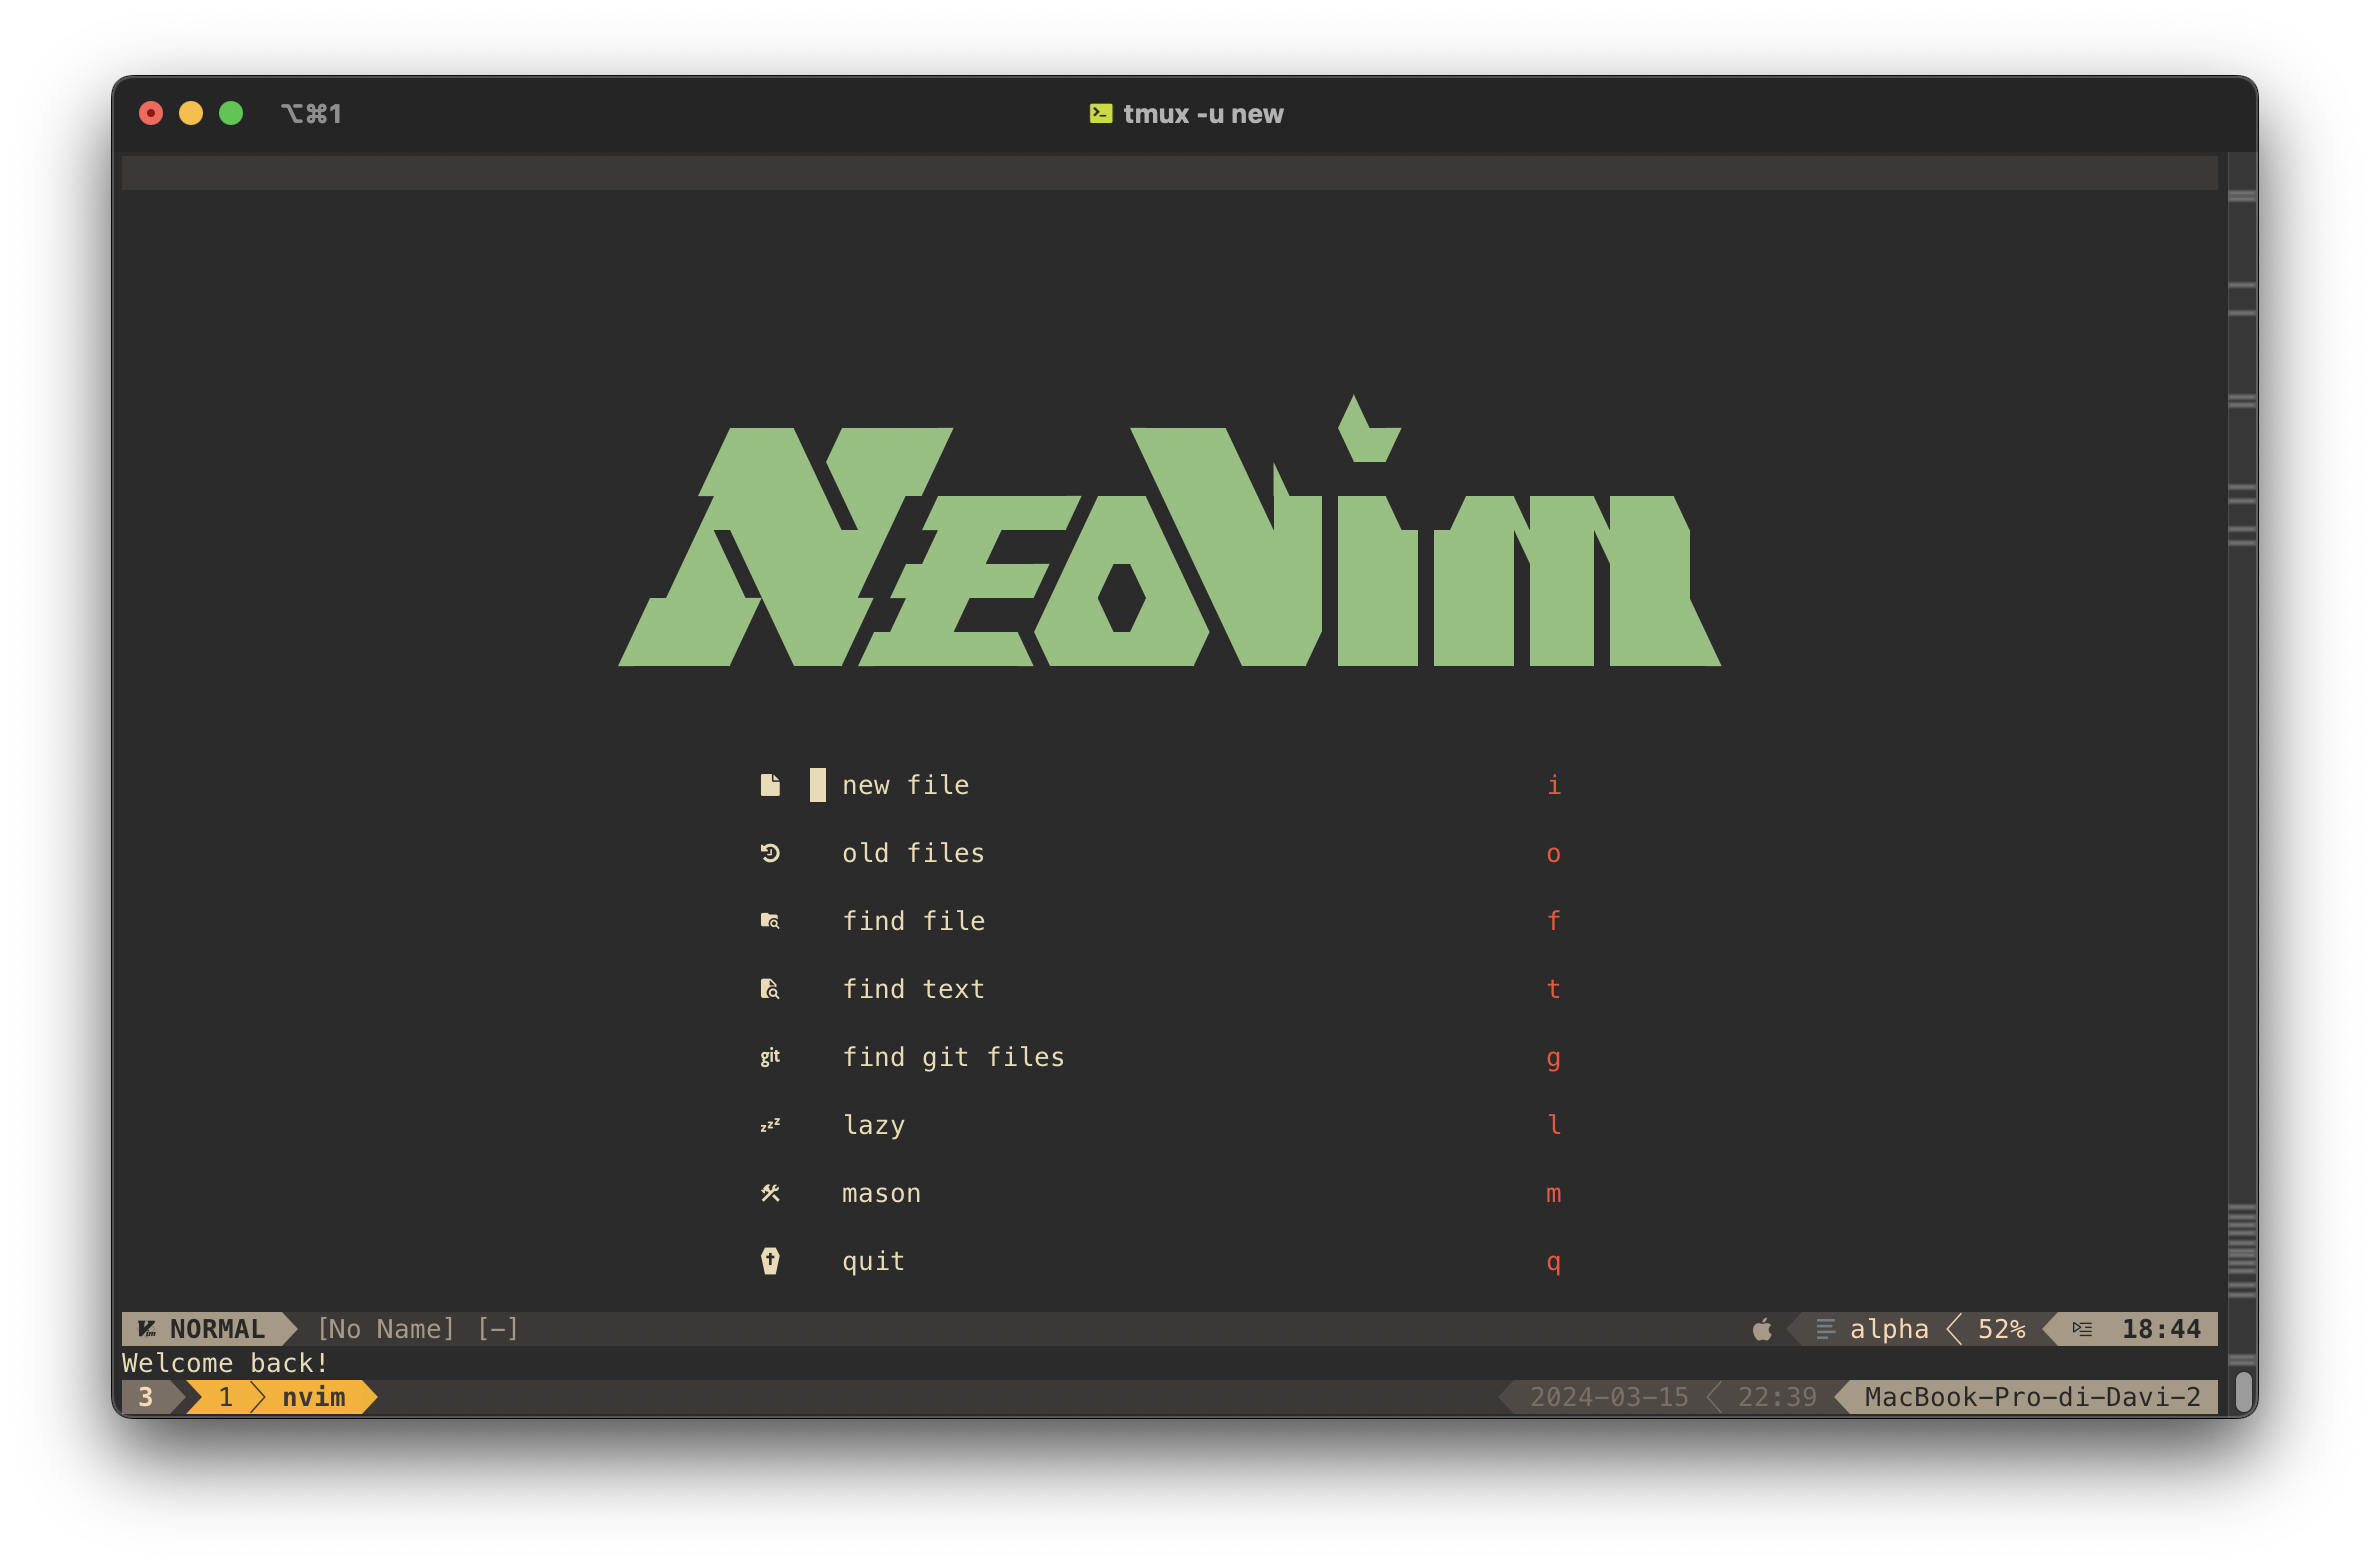 ⌥⌘1 tmux -u new
NEOVim
new file i
old files o
find file f
find text t
git find git files g
zzz lazy l
mason m
quit q
NORMAL [No Name] [-] alpha 52% 18:44
Welcome back!
3 1 nvim 2024-03-15 22:39 MacBook-Pro-di-Davi-2